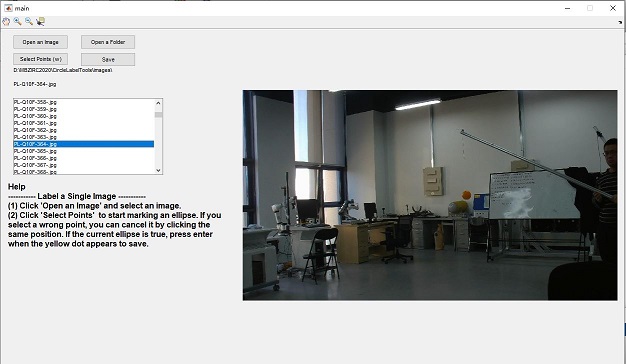 main
Open an Image
Open a Folder
Select Points (w)
Save
D:\MBZIRC2020\CircleLabelTools\Images\
PL-Q10F-364-.jpg
PL-Q10F-358-.jpg
PL-Q10F-359-.jpg
PL-Q10F-360-.jpg
PL-Q10F-361-.jpg
PL-Q10F-362-.jpg
PL-Q10F-363-.jpg
PL-Q10F-364-.jpg
PL-Q10F-365-.jpg
PL-Q10F-366-.jpg
PL-Q10F-367-.jpg
PL-Q10F-368-.jpg
Help
----------- Label a Single Image -----------
(1) Click 'Open an Image' and select an image.
(2) Click 'Select Points' to start marking an ellipse. If you
select a wrong point, you can cancel it by clicking the
same position. If the current ellipse is true, press enter
when the yellow dot appears to save.